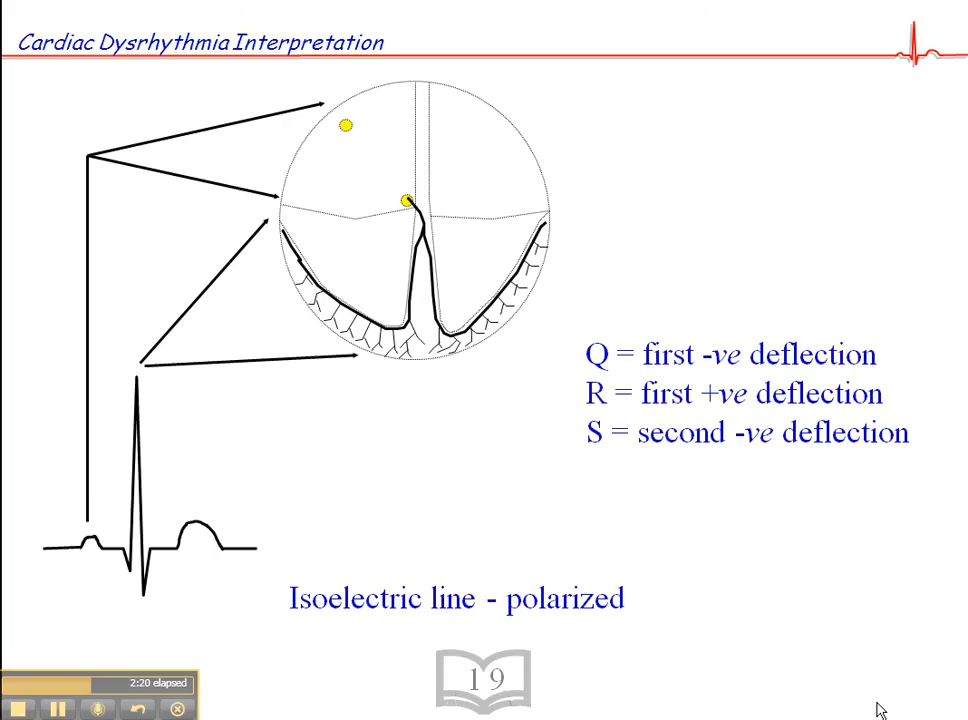 Cardiac Dysrhythmia Interpretation
Q = first -ve deflection
R = first +ve deflection
S = second -ve deflection
Isoelectric line - polarized
19
2:20 elapsed